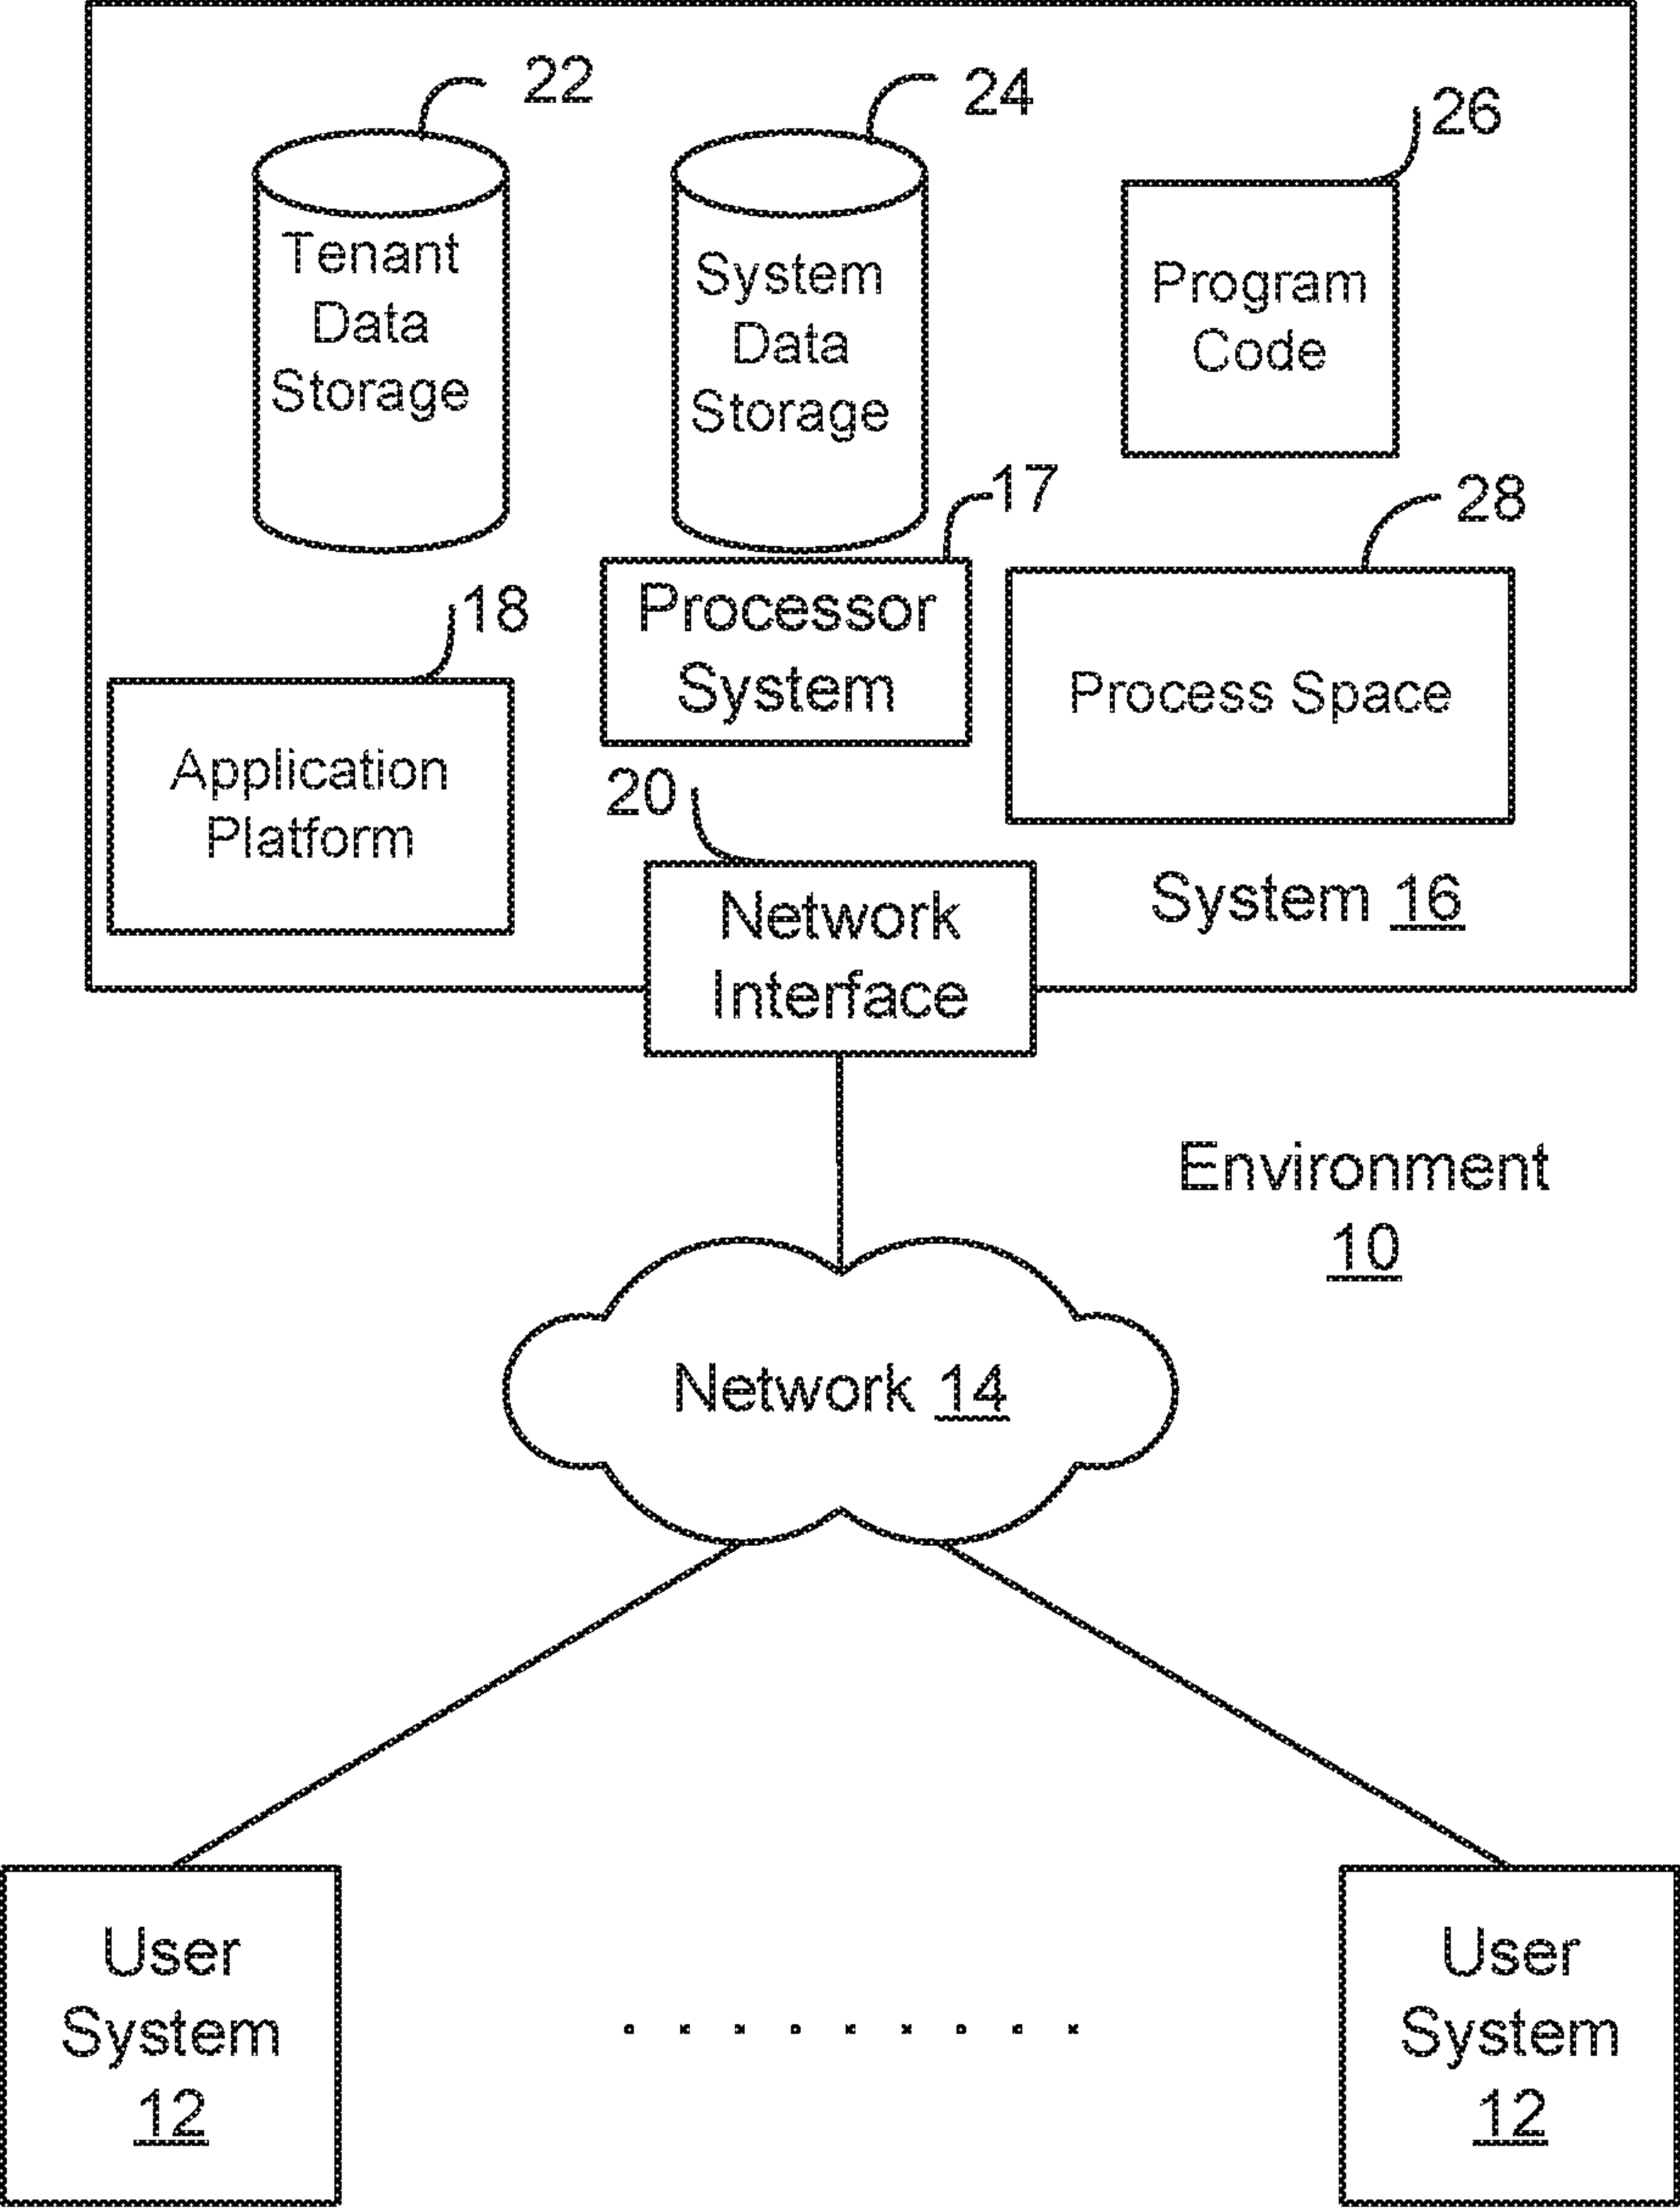 22
24
26
Tenant
Data
Storage
System
Data
Storage
Program
Code
17
28
18
Processor
System
Process Space
Application
Platform
20
System 16
Network
Interface
Environment
10
Network 14
User
System
12
User
System
12